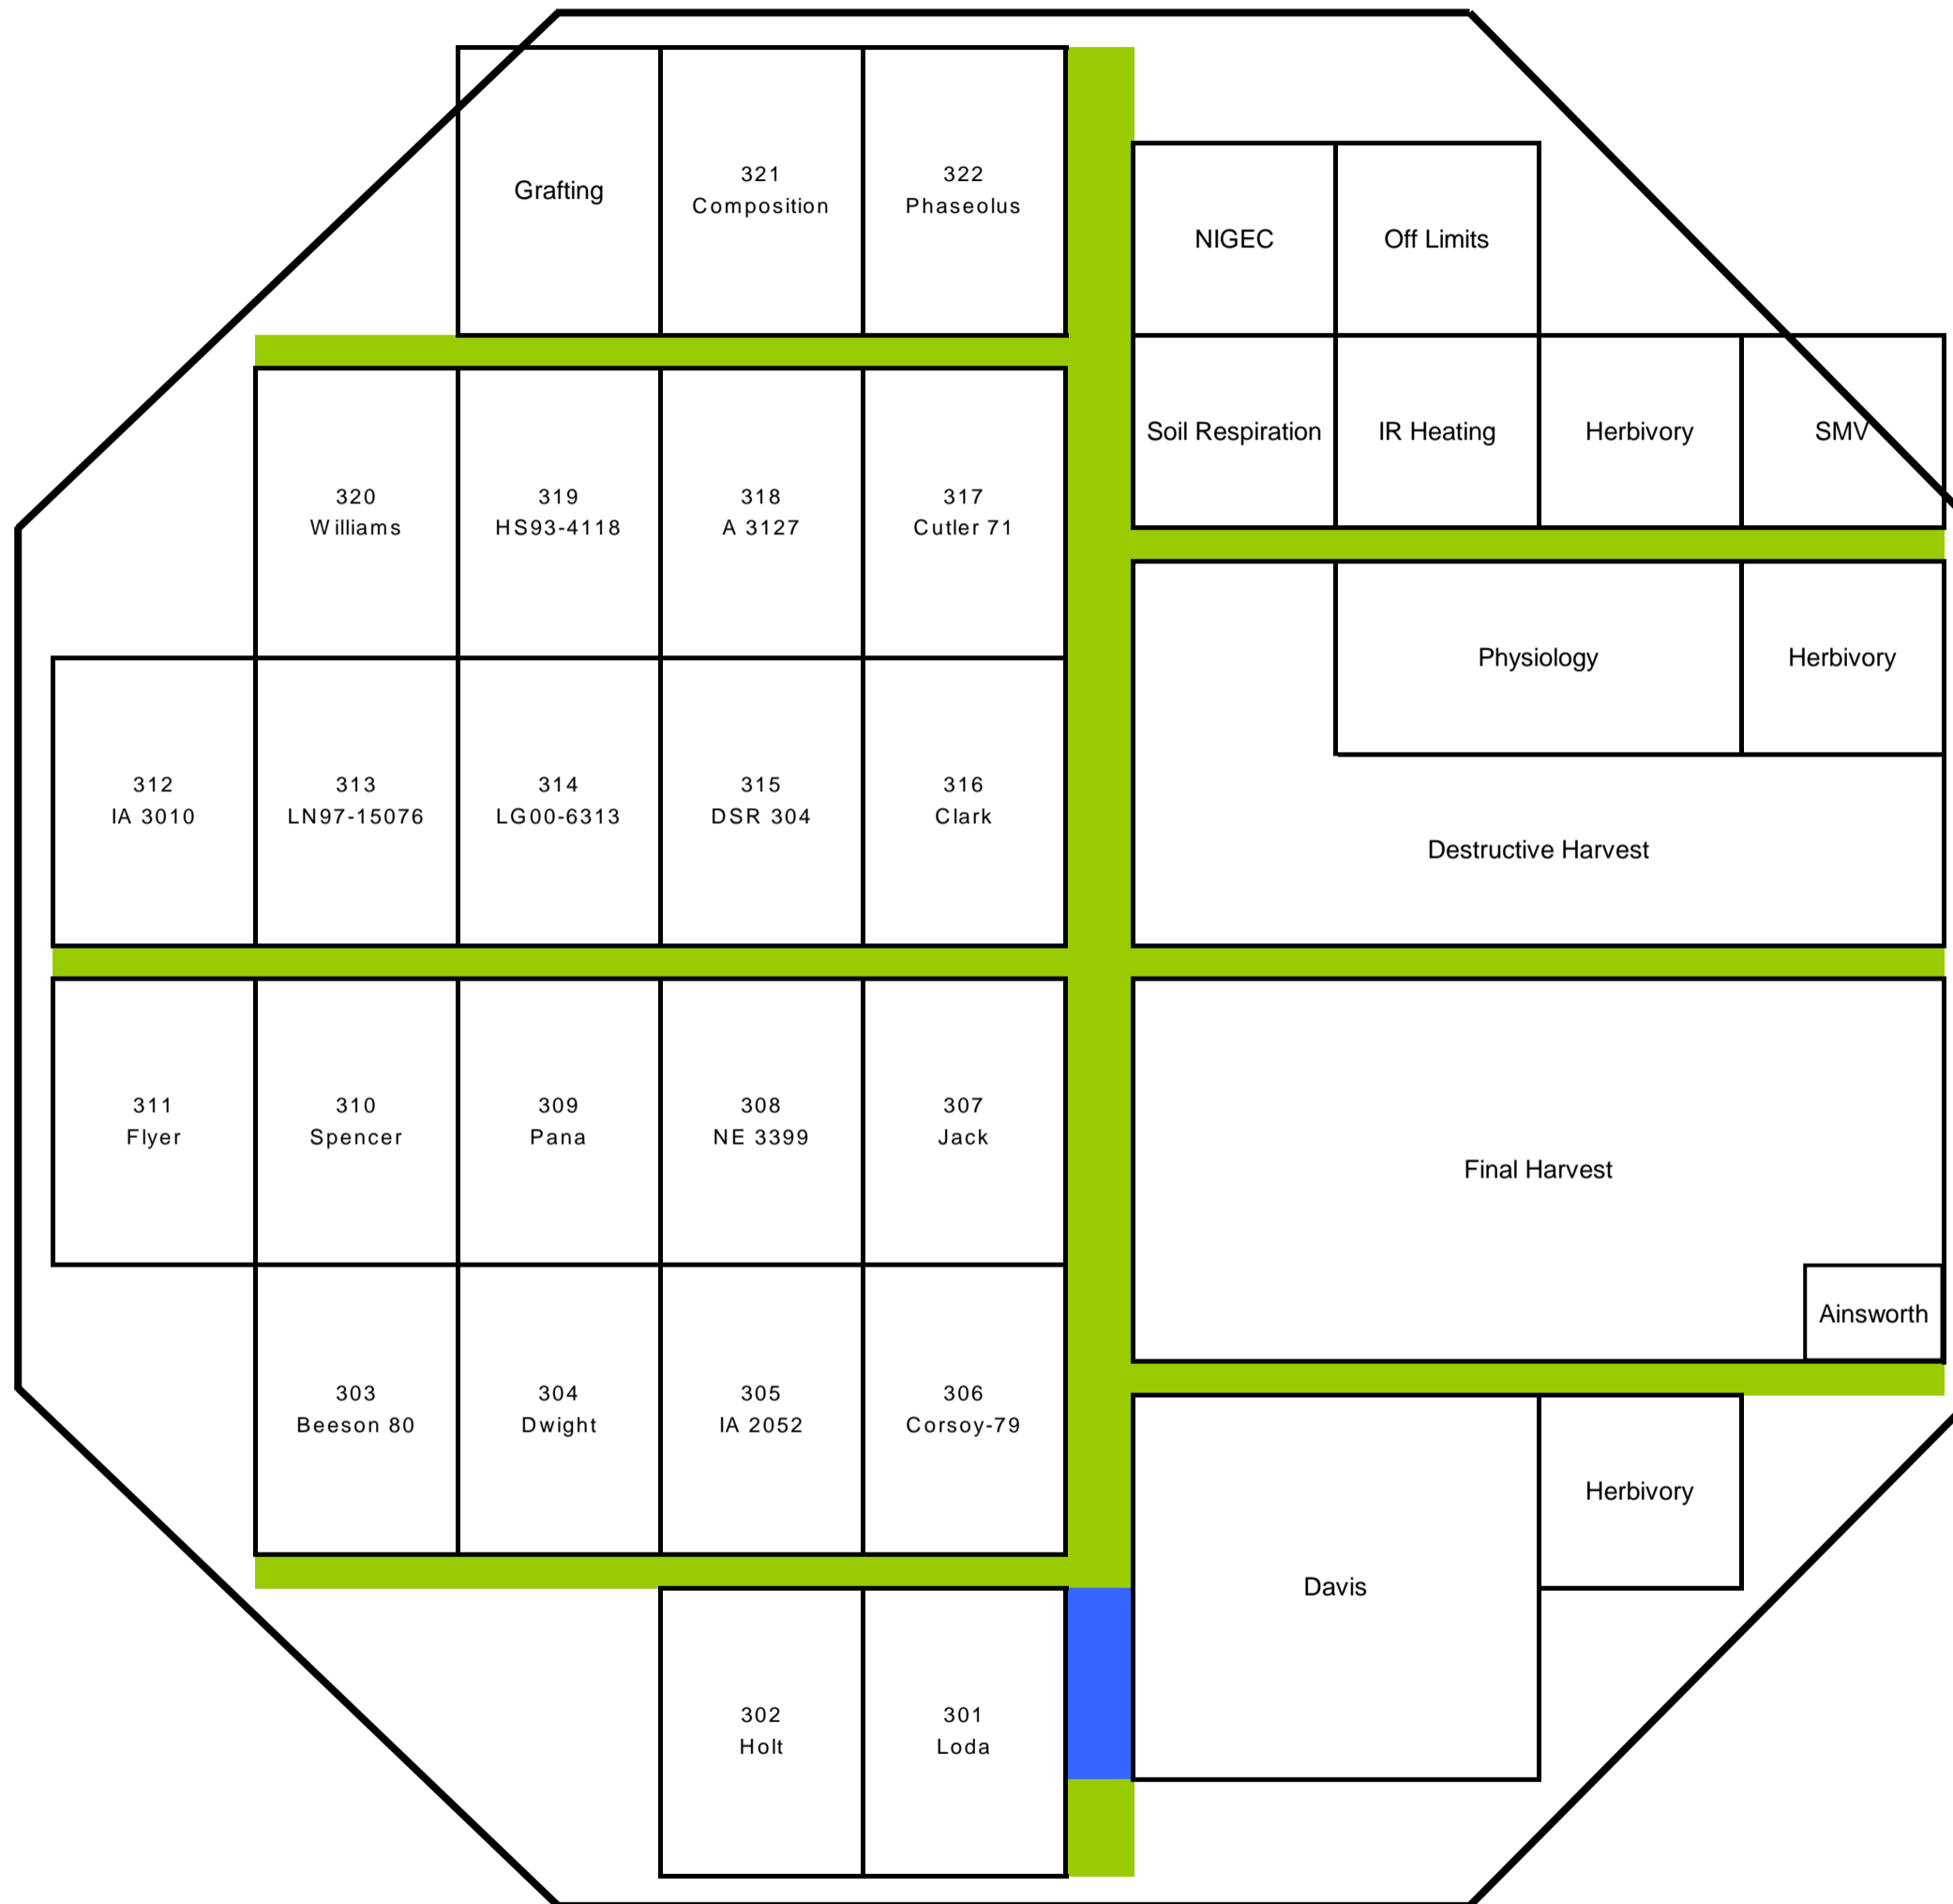 Grafting
321
Composition
322
Phaseolus
NIGEC
Off Limits
Soil Respiration
IR Heating
Herbivory
SMV
320
Williams
319
HS93-4118
318
A 3127
317
Cutler 71
Physiology
Herbivory
312
IA 3010
313
LN97-15076
314
LG00-6313
315
DSR 304
316
Clark
Destructive Harvest
311
Flyer
310
Spencer
309
Pana
308
NE 3399
307
Jack
Final Harvest
Ainsworth
303
Beeson 80
304
Dwight
305
IA 2052
306
Corsoy-79
Herbivory
Davis
302
Holt
301
Loda